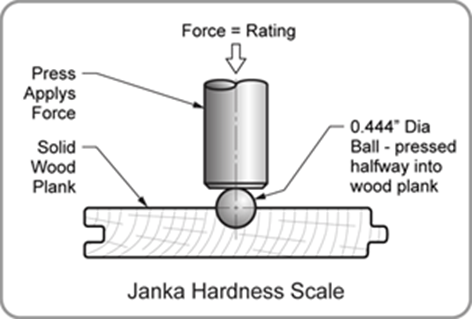 Force = Rating
Press
Applys
Force
Solid
Wood
Plank
0.444” Dia
Ball - pressed
halfway into
wood plank
Janka Hardness Scale